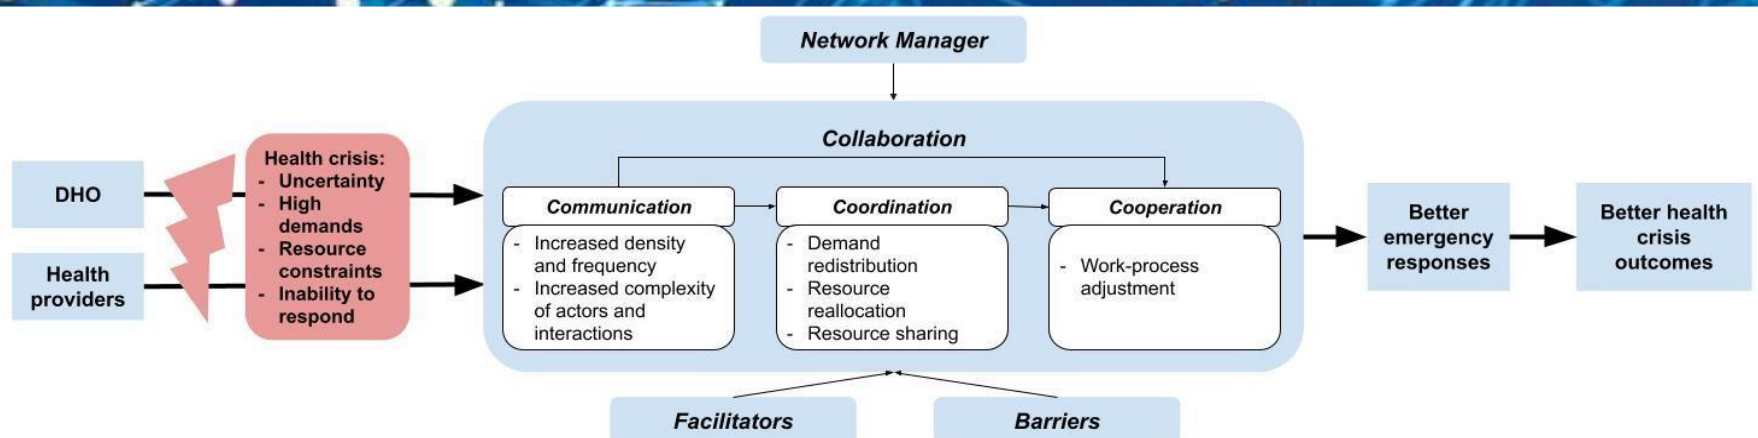 Network Manager
Collaboration
DHO
Health
providers
Health crisis:
- Uncertainty
- High
demands
- Resource
constraints
- Inability to
respond
Communication
- Increased density
and frequency
- Increased complexity
of actors and
interactions
Coordination
- Demand
redistribution
- Resource
reallocation
- Resource sharing
Cooperation
- Work-process
adjustment
Better
emergency
responses
Better health
crisis
outcomes
Facilitators
Barriers